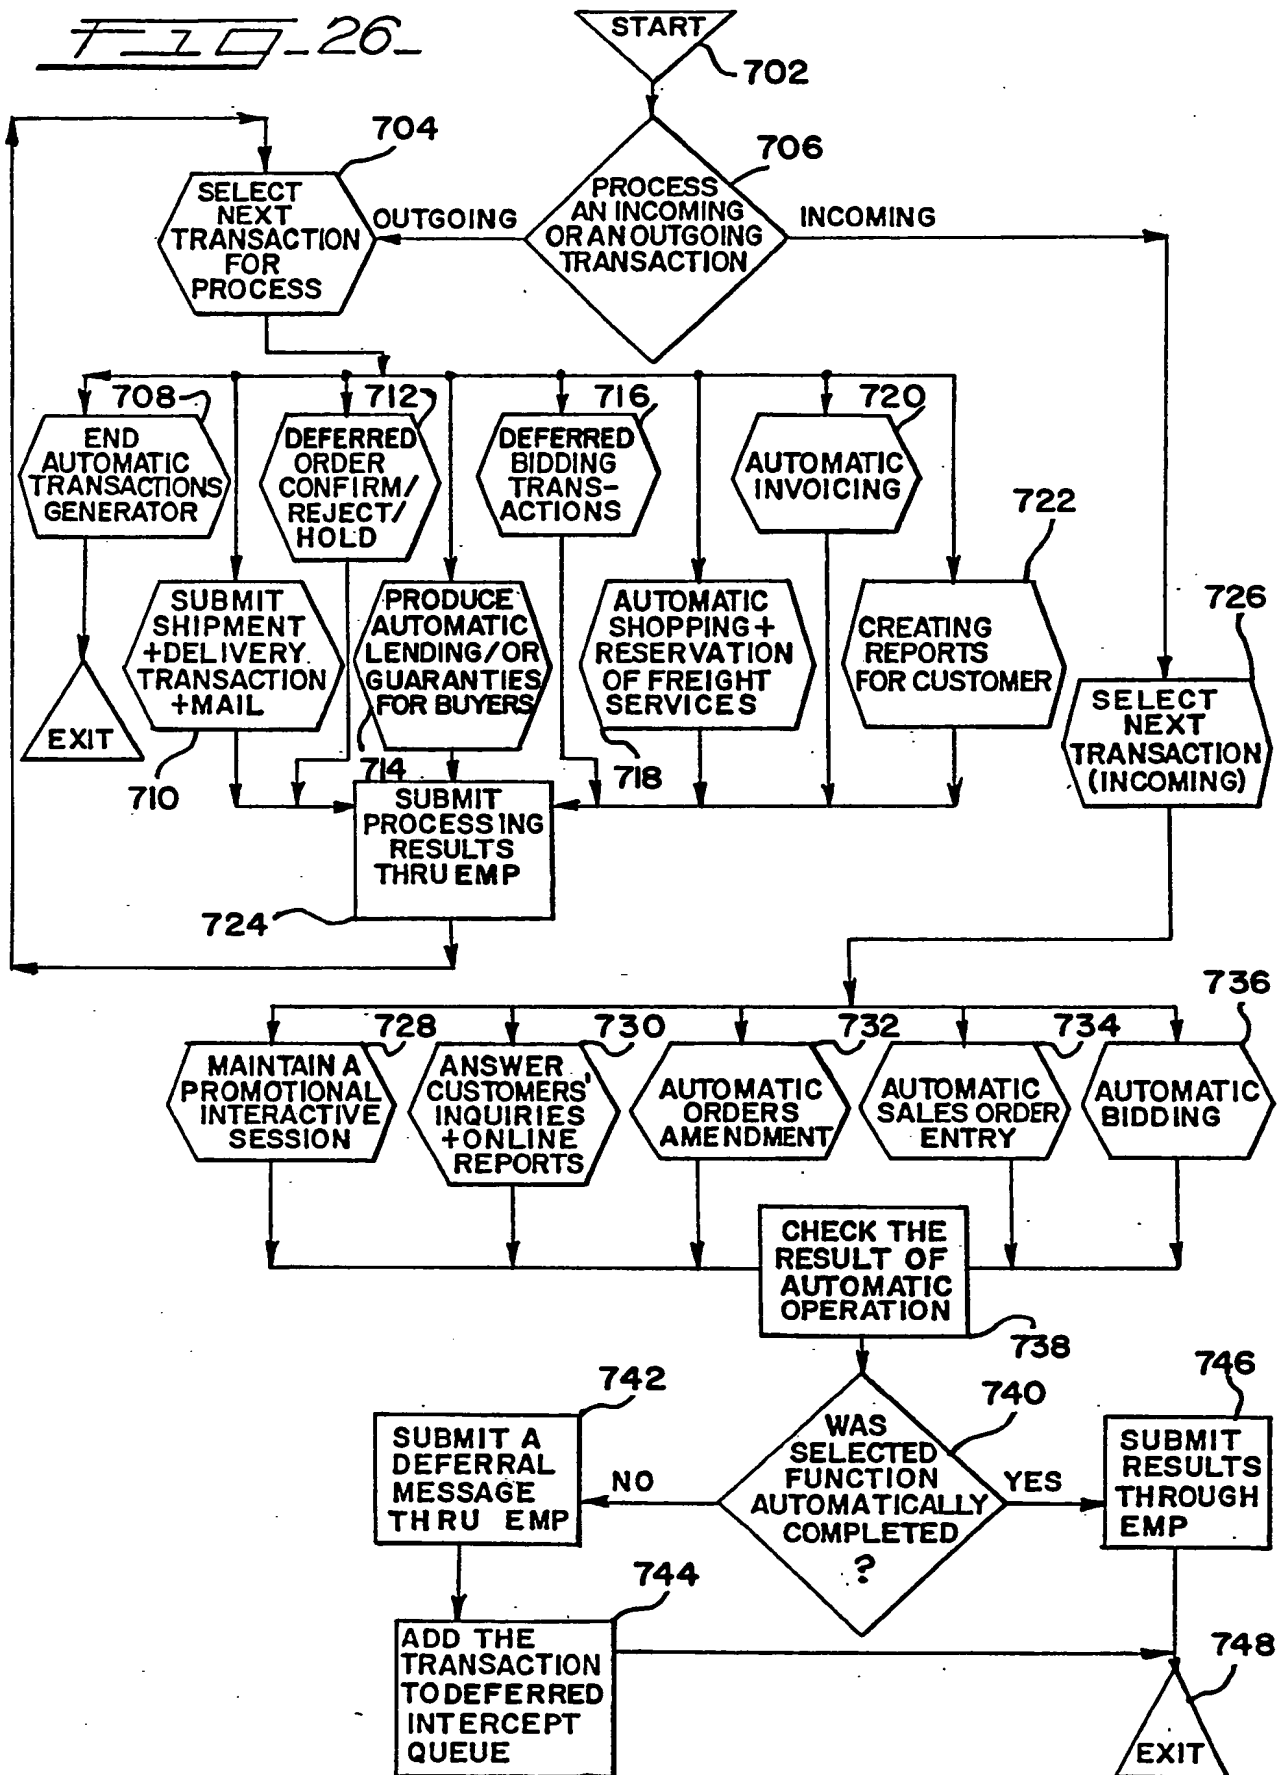 FIG_26_
START
702
704
706
SELECT
NEXT
TRANSACTION
FOR
PROCESS
OUTGOING
PROCESS
AN INCOMING
OR AN OUTGOING
TRANSACTION
INCOMING
708
712
716
720
END
AUTOMATIC
TRANSACTIONS
GENERATOR
DEFERRED
ORDER
CONFIRM/
REJECT/
HOLD
DEFERRED
BIDDING
TRANS-
ACTIONS
AUTOMATIC
INVOICING
722
726
EXIT
SUBMIT
SHIPMENT
+DELIVERY
TRANSACTION
+MAIL
PRODUCE
AUTOMATIC
LENDING/OR
GUARANTIES
FOR BUYERS
AUTOMATIC
SHOPPING+
RESERVATION
OF FREIGHT
SERVICES
CREATING
REPORTS
FOR CUSTOMER
SELECT
NEXT
TRANSACTION
(INCOMING)
710
714
718
SUBMIT
PROCESSING
RESULTS
THRU EMP
724
728
730
732
734
736
MAINTAIN A
PROMOTIONAL
INTERACTIVE
SESSION
ANSWER
CUSTOMERS'
INQUIRIES
+ONLINE
REPORTS
AUTOMATIC
ORDERS
AMENDMENT
AUTOMATIC
SALES ORDER
ENTRY
AUTOMATIC
BIDDING
CHECK THE
RESULT OF
AUTOMATIC
OPERATION
738
742
740
746
SUBMIT A
DEFERRAL
MESSAGE
THRU EMP
NO
WAS
SELECTED
FUNCTION
AUTOMATICALLY
COMPLETED
?
YES
SUBMIT
RESULTS
THROUGH
EMP
744
748
ADD THE
TRANSACTION
TO DEFERRED
INTERCEPT
QUEUE
EXIT